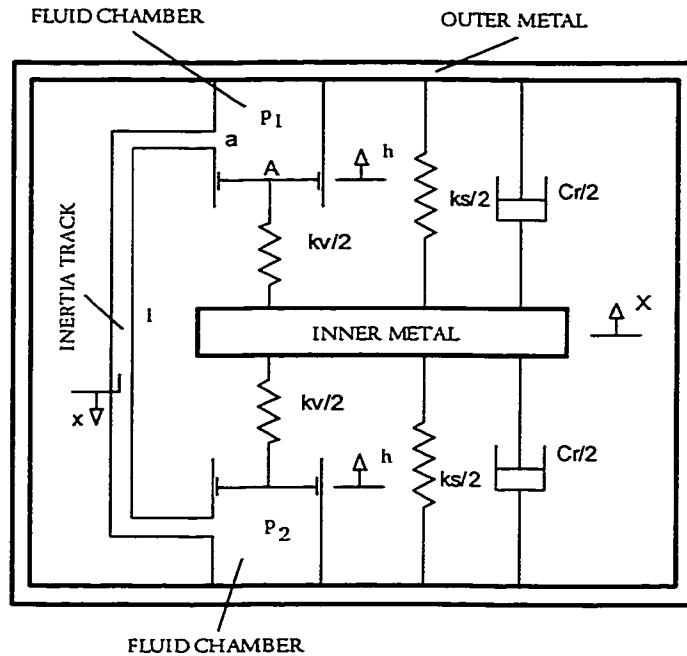 FLUID CHAMBER
OUTER METAL
p1
a
h
A
ks/2
Cr/2
kv/2
INERTIA TRACK
l
INNER METAL
X
x
kv/2
h
ks/2
Cr/2
p2
FLUID CHAMBER